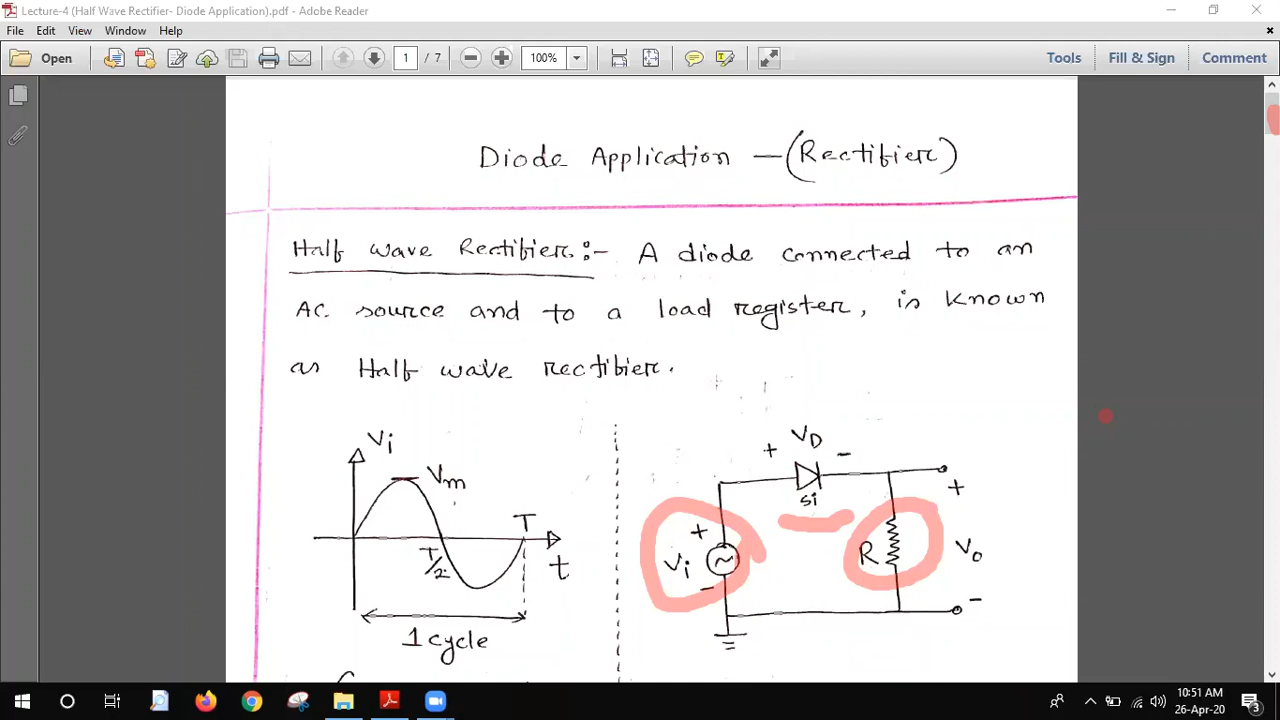 Lecture-4 (Half Wave Rectifier- Diode Application).pdf - Adobe Reader
File Edit View Window Help
Open 1 / 7 100% Tools Fill & Sign Comment
Diode Application — (Rectifier)
Half wave Rectifier:- A diode connected to an
AC source and to a load register, is known
as Half wave rectifier.
Vi
Vm
T/2
T
t
1 cycle
+ VD -
Si
+
Vi
-
R
+
Vo
-
10:51 AM
26-Apr-20
3